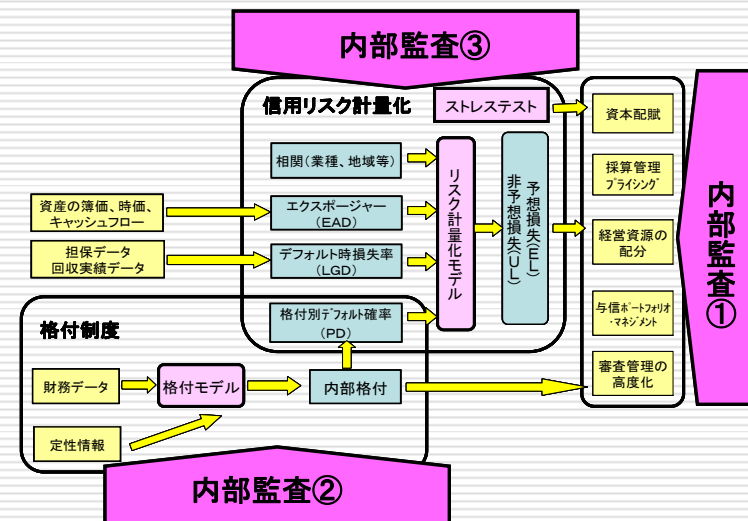 内部監査③
信用リスク計量化
ストレステスト
資本配賦
相関(業種、地域等)
採算管理
プライシング
資産の簿価、時価、
キャッシュフロー
エクスポージャー
(EAD)
リスク計量化モデル
予想損失(EL)
非予想損失(UL)
経営資源の
配分
内部監査①
担保データ
回収実績データ
デフォルト時損失率
(LGD)
格付制度
格付別デフォルト確率
(PD)
与信ポートフォリオ
・マネジメント
財務データ
格付モデル
内部格付
審査管理の
高度化
定性情報
内部監査②